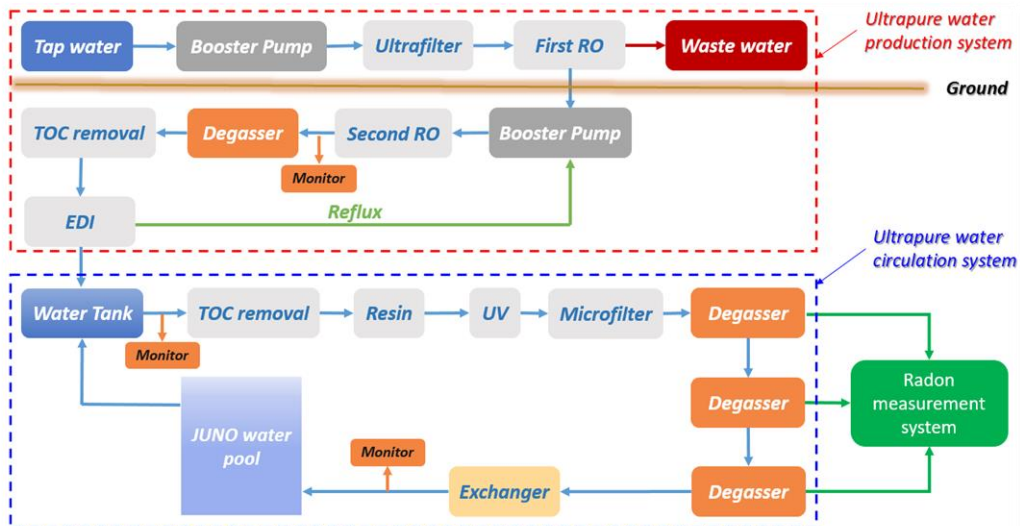 Ultrapure water
production system
Tap water
Booster Pump
Ultrafilter
First RO
Waste water
Ground
TOC removal
Degasser
Second RO
Booster Pump
Monitor
Reflux
EDI
Ultrapure water
circulation system
Water Tank
TOC removal
Resin
UV
Microfilter
Degasser
Monitor
Radon
measurement
system
Degasser
JUNO water
pool
Monitor
Exchanger
Degasser